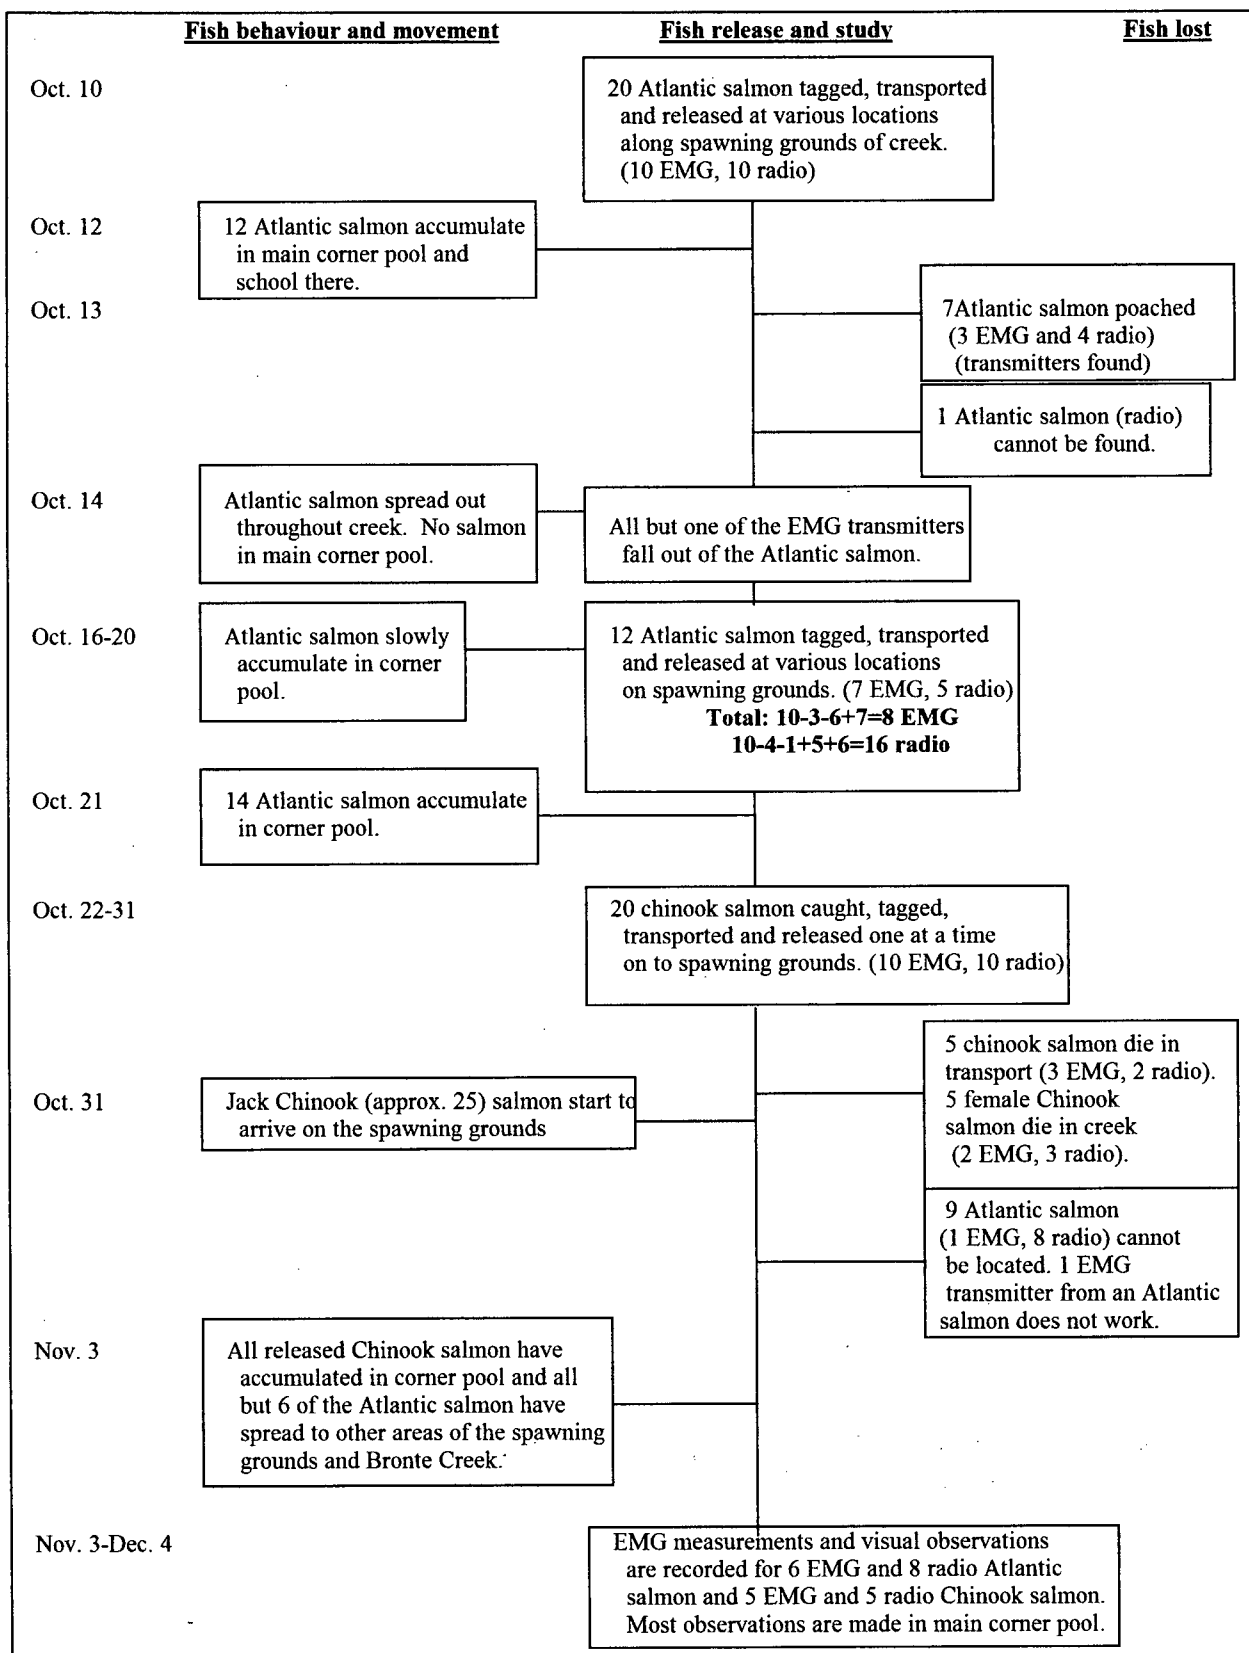 Fish behaviour and movement
Fish release and study
Fish lost
Oct. 10
20 Atlantic salmon tagged, transported
and released at various locations
along spawning grounds of creek.
(10 EMG, 10 radio)
Oct. 12
12 Atlantic salmon accumulate
in main corner pool and
school there.
Oct. 13
7Atlantic salmon poached
(3 EMG and 4 radio)
(transmitters found)
1 Atlantic salmon (radio)
cannot be found.
Oct. 14
Atlantic salmon spread out
throughout creek. No salmon
in main corner pool.
All but one of the EMG transmitters
fall out of the Atlantic salmon.
Oct. 16-20
Atlantic salmon slowly
accumulate in corner
pool.
12 Atlantic salmon tagged, transported
and released at various locations
on spawning grounds. (7 EMG, 5 radio)
Total: 10-3-6+7=8 EMG
10-4-1+5+6=16 radio
Oct. 21
14 Atlantic salmon accumulate
in corner pool.
Oct. 22-31
20 chinook salmon caught, tagged,
transported and released one at a time
on to spawning grounds. (10 EMG, 10 radio)
5 chinook salmon die in
transport (3 EMG, 2 radio).
5 female Chinook
salmon die in creek
(2 EMG, 3 radio).
Oct. 31
Jack Chinook (approx. 25) salmon start to
arrive on the spawning grounds
9 Atlantic salmon
(1 EMG, 8 radio) cannot
be located. 1 EMG
transmitter from an Atlantic
salmon does not work.
Nov. 3
All released Chinook salmon have
accumulated in corner pool and all
but 6 of the Atlantic salmon have
spread to other areas of the spawning
grounds and Bronte Creek.
Nov. 3-Dec. 4
EMG measurements and visual observations
are recorded for 6 EMG and 8 radio Atlantic
salmon and 5 EMG and 5 radio Chinook salmon.
Most observations are made in main corner pool.